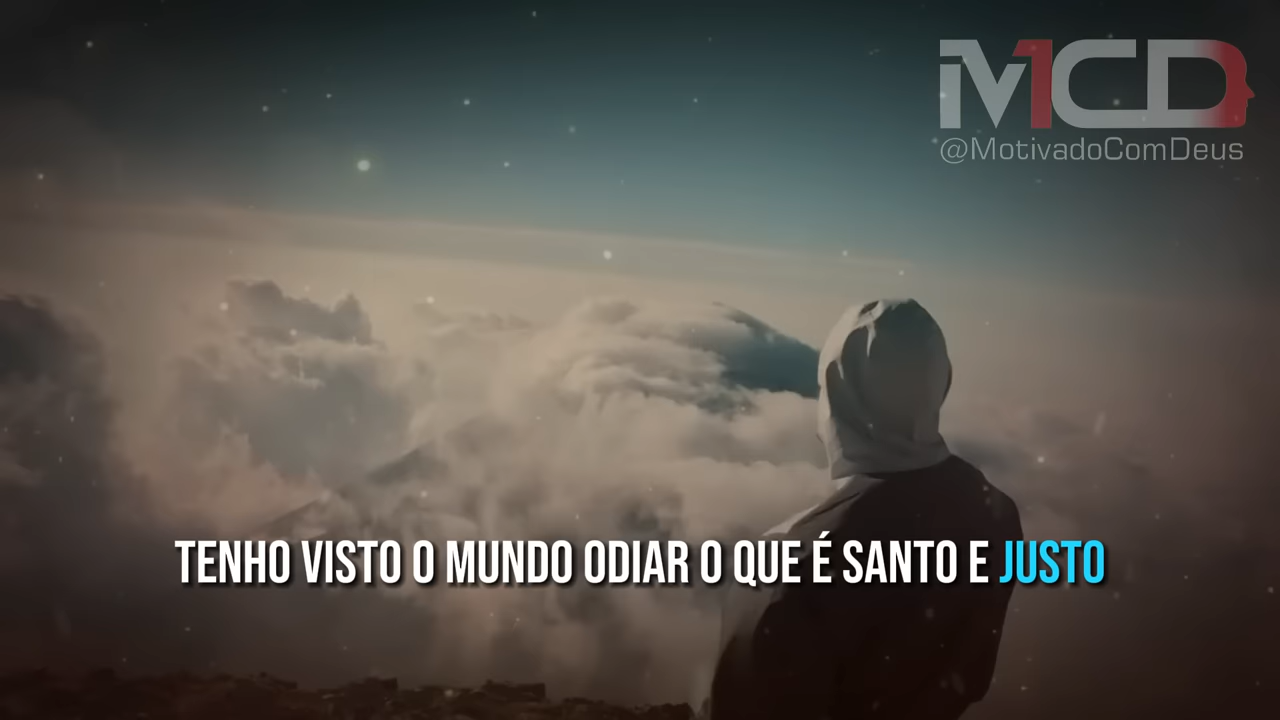 MCD
@MotivadoComDeus
TENHO VISTO O MUNDO ODIAR O QUE É SANTO E JUSTO